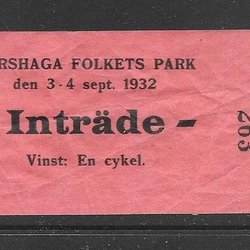 RSHAGA FOLKETS PARK
den 3-4 sept. 1932
Inträde -
Vinst: En cykel.
203